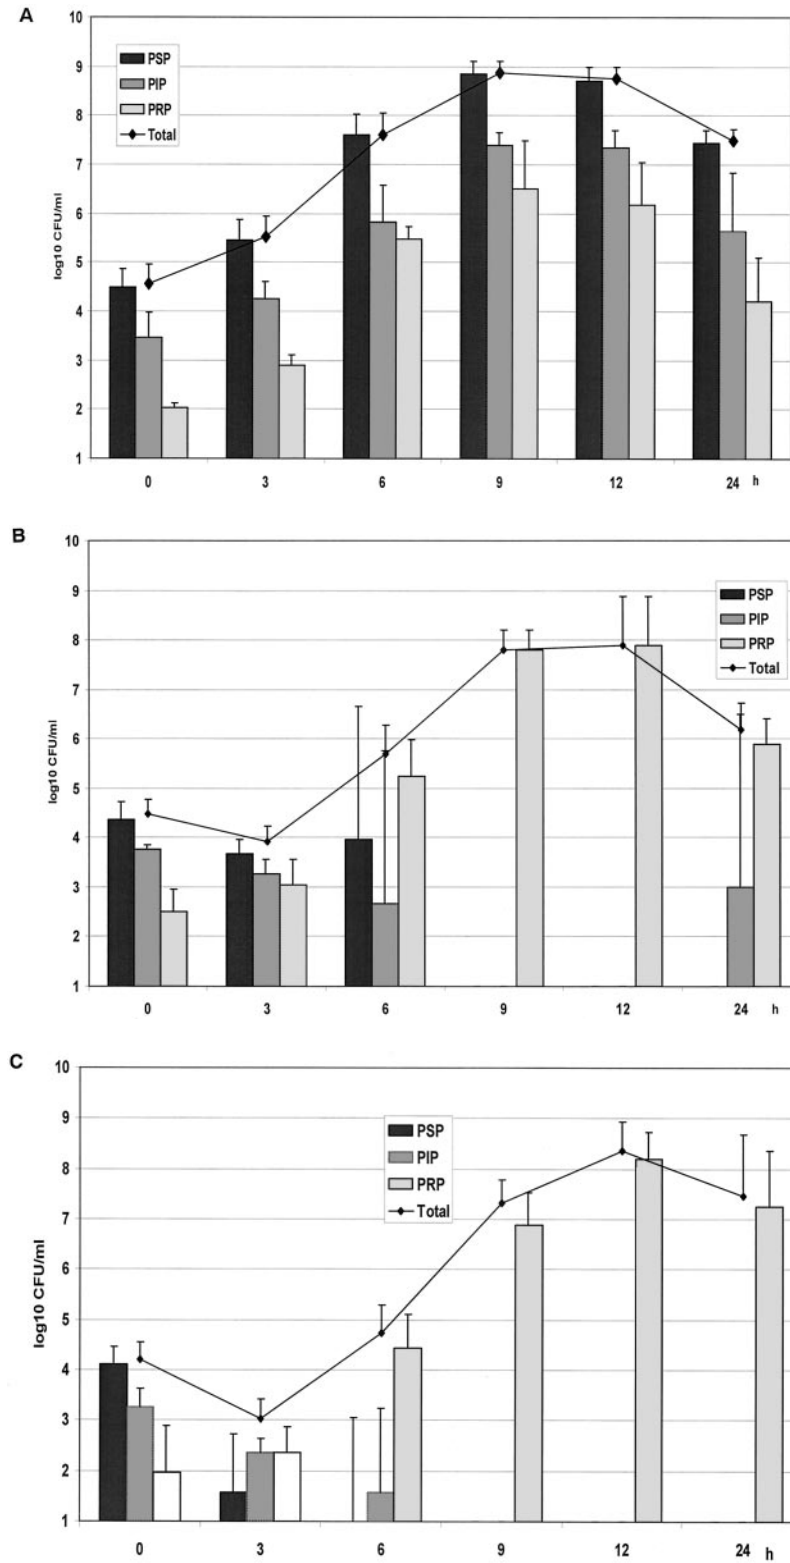 A
10
9
8
7
6
5
4
3
2
1
log10 CFU/ml
PSP
PIP
PRP
Total
0 3 6 9 12 24 h
B
10
9
8
7
6
5
4
3
2
1
log10 CFU/ml
PSP
PIP
PRP
Total
0 3 6 9 12 24 h
C
10
9
8
7
6
5
4
3
2
1
log10 CFU/ml
PSP
PIP
PRP
Total
0 3 6 9 12 24 h